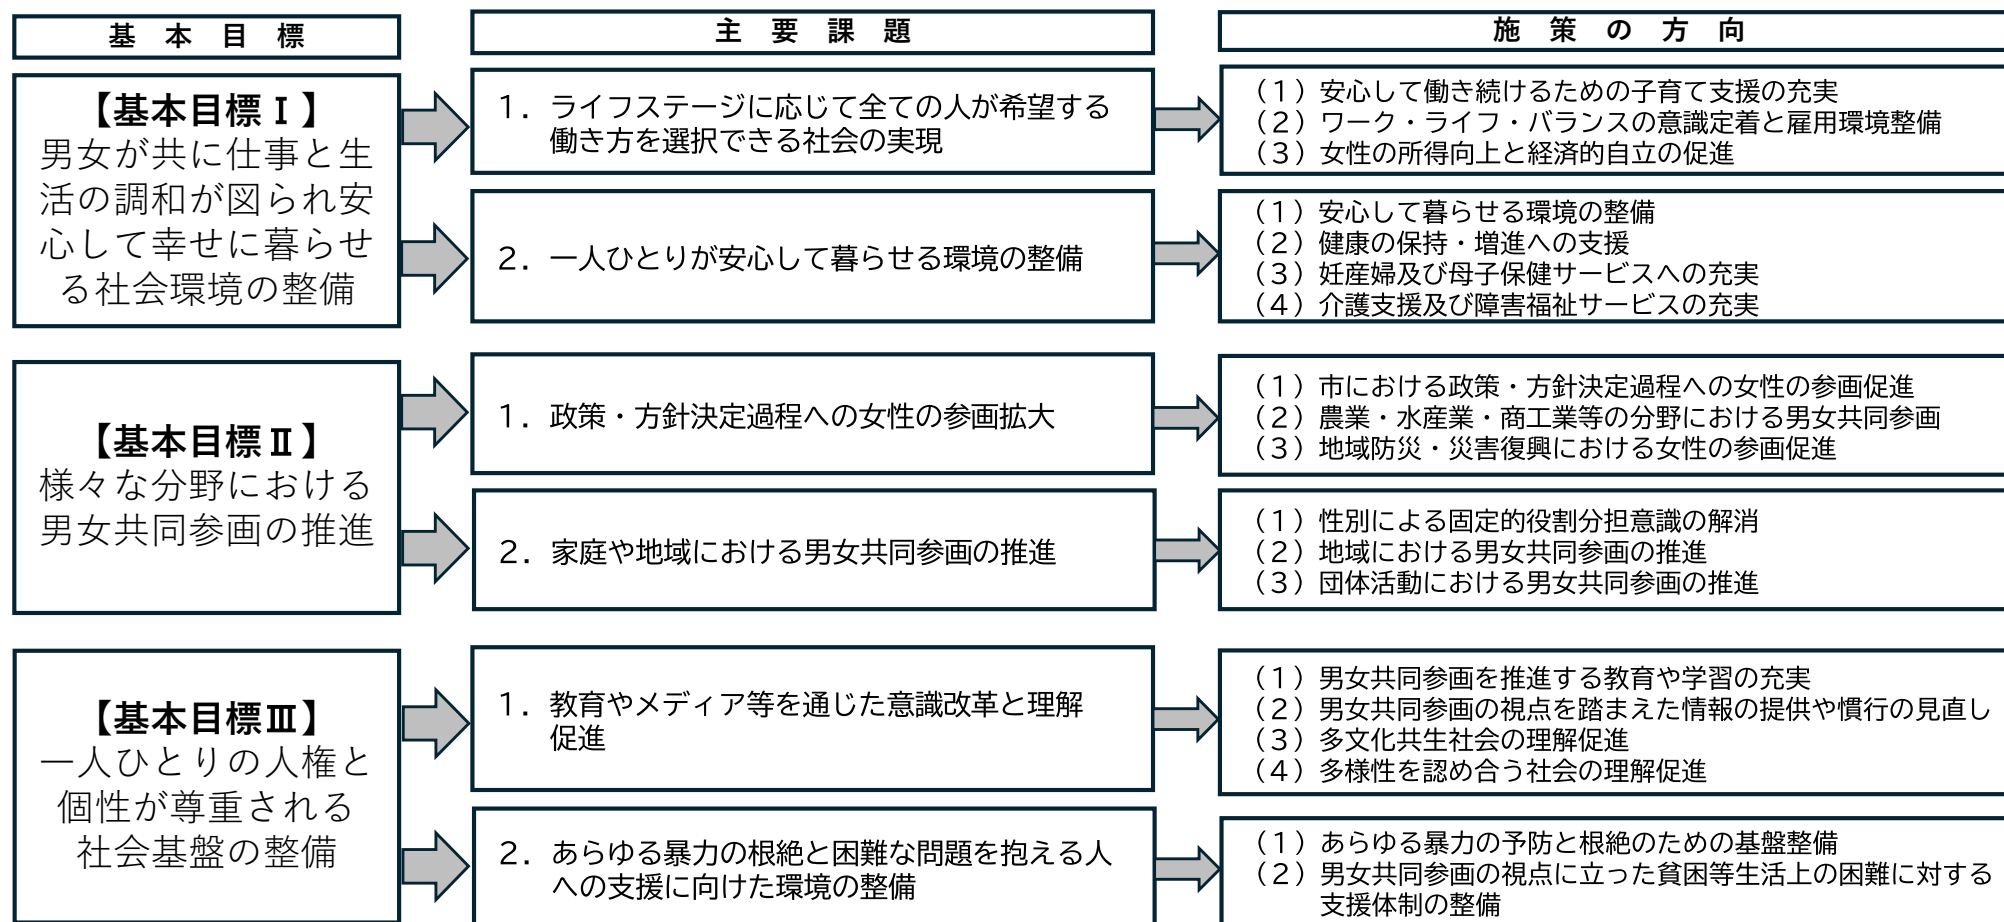 基本目標
主要課題
施策の方向
【基本目標Ⅰ】
男女が共に仕事と生
活の調和が図られ安
心して幸せに暮らせ
る社会環境の整備
1．ライフステージに応じて全ての人が希望する
働き方を選択できる社会の実現
（1）安心して働き続けるための子育て支援の充実
（2）ワーク・ライフ・バランスの意識定着と雇用環境整備
（3）女性の所得向上と経済的自立の促進
2．一人ひとりが安心して暮らせる環境の整備
（1）安心して暮らせる環境の整備
（2）健康の保持・増進への支援
（3）妊産婦及び母子保健サービスへの充実
（4）介護支援及び障害福祉サービスの充実
【基本目標Ⅱ】
様々な分野における
男女共同参画の推進
1．政策・方針決定過程への女性の参画拡大
（1）市における政策・方針決定過程への女性の参画促進
（2）農業・水産業・商工業等の分野における男女共同参画
（3）地域防災・災害復興における女性の参画促進
2．家庭や地域における男女共同参画の推進
（1）性別による固定的役割分担意識の解消
（2）地域における男女共同参画の推進
（3）団体活動における男女共同参画の推進
【基本目標Ⅲ】
一人ひとりの人権と
個性が尊重される
社会基盤の整備
1．教育やメディア等を通じた意識改革と理解
促進
（1）男女共同参画を推進する教育や学習の充実
（2）男女共同参画の視点を踏まえた情報の提供や慣行の見直し
（3）多文化共生社会の理解促進
（4）多様性を認め合う社会の理解促進
2．あらゆる暴力の根絶と困難な問題を抱える人
への支援に向けた環境の整備
（1）あらゆる暴力の予防と根絶のための基盤整備
（2）男女共同参画の視点に立った貧困等生活上の困難に対する
支援体制の整備